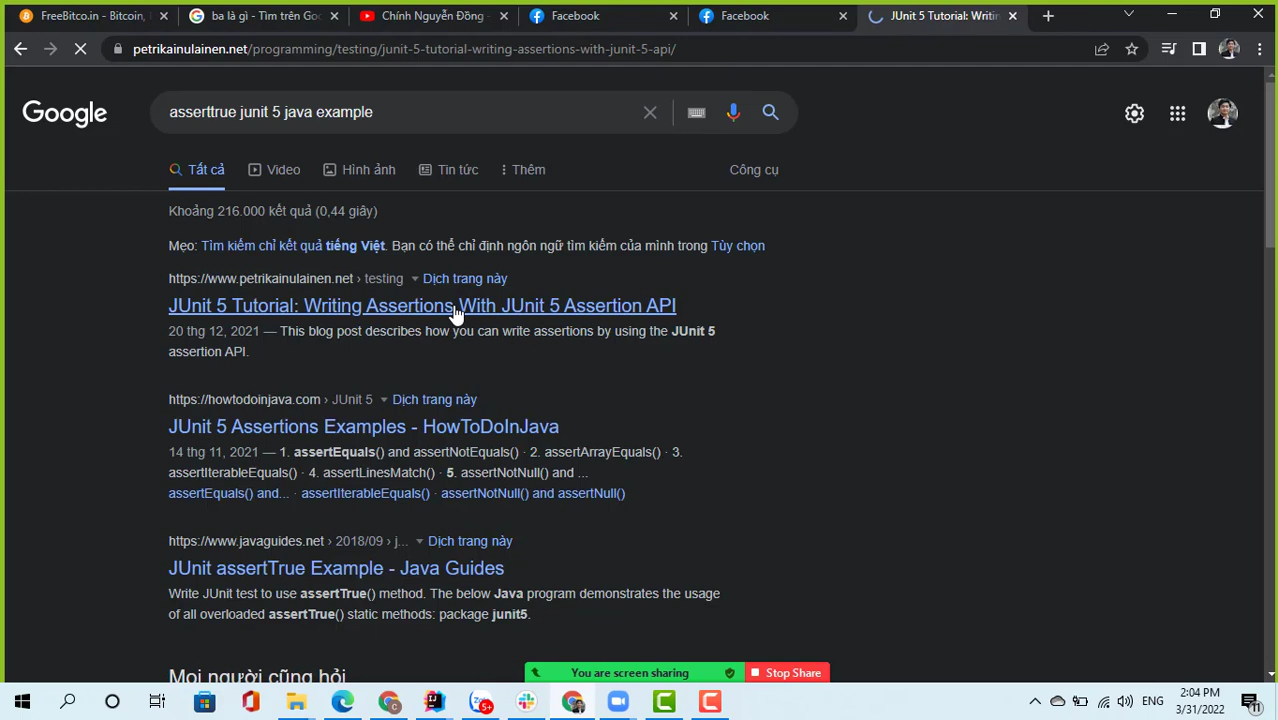 FreeBitco.in - Bitcoin, L
ba là gì - Tìm trên Goo
Chính Nguyễn Đồng -
Facebook
Facebook
JUnit 5 Tutorial: Writin
petrikainulainen.net/programming/testing/junit-5-tutorial-writing-assertions-with-junit-5-api/
Google
asserttrue junit 5 java example
Tất cả
Video
Hình ảnh
Tin tức
Thêm
Công cụ
Khoảng 216.000 kết quả (0,44 giây)
Mẹo: Tìm kiếm chỉ kết quả tiếng Việt. Bạn có thể chỉ định ngôn ngữ tìm kiếm của mình trong Tùy chọn
https://www.petrikainulainen.net › testing Dịch trang này
JUnit 5 Tutorial: Writing Assertions With JUnit 5 Assertion API
20 thg 12, 2021 — This blog post describes how you can write assertions by using the JUnit 5
assertion API.
https://howtodoinjava.com › JUnit 5 Dịch trang này
JUnit 5 Assertions Examples - HowToDoInJava
14 thg 11, 2021 — 1. assertEquals() and assertNotEquals() · 2. assertArrayEquals() · 3.
assertIterableEquals() · 4. assertLinesMatch() · 5. assertNotNull() and ...
assertEquals() and... · assertIterableEquals() · assertNotNull() and assertNull()
https://www.javaguides.net › 2018/09 › j... Dịch trang này
JUnit assertTrue Example - Java Guides
Write JUnit test to use assertTrue() method. The below Java program demonstrates the usage
of all overloaded assertTrue() static methods: package junit5.
Mọi người cũng hỏi
You are screen sharing
Stop Share
5+
ENG
2:04 PM
3/31/2022
11